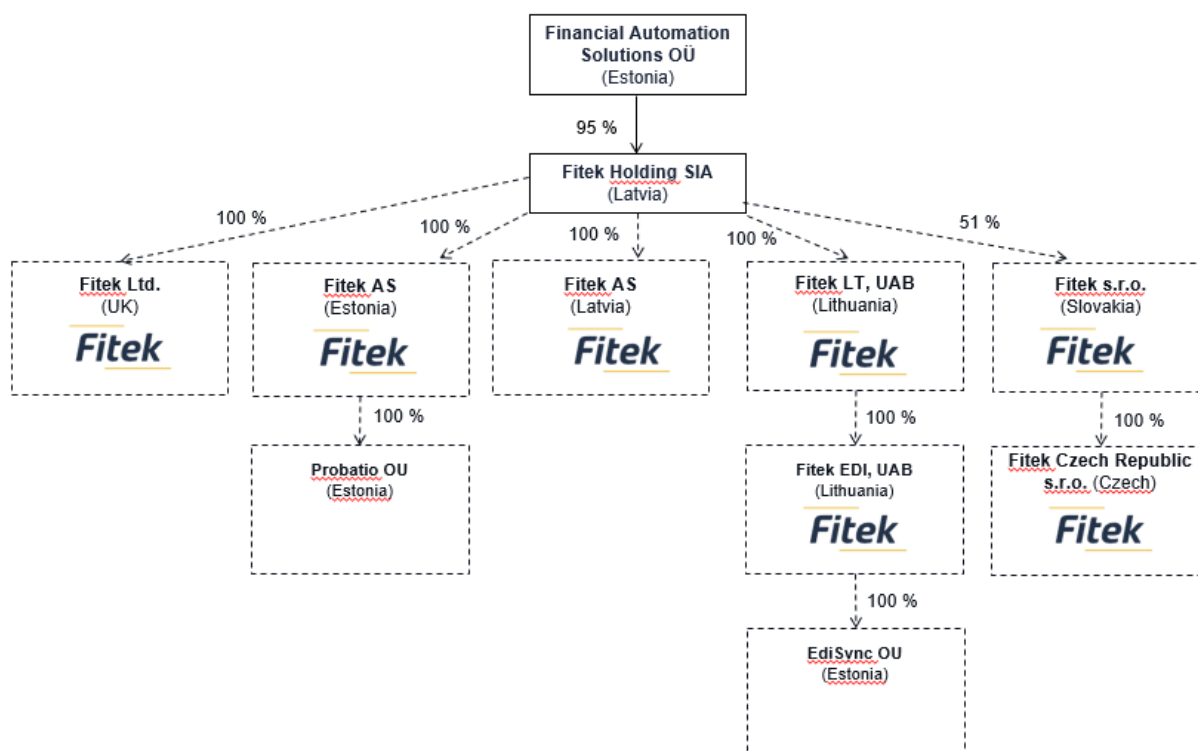 Financial Automation
Solutions OÜ
(Estonia)
95 %
Fitek Holding SIA
(Latvia)
100 %
100 %
100 %
100 %
51 %
Fitek Ltd.
(UK)
Fitek
Fitek AS
(Estonia)
Fitek
Fitek AS
(Latvia)
Fitek
Fitek LT, UAB
(Lithuania)
Fitek
Fitek s.r.o.
(Slovakia)
Fitek
100 %
100 %
100 %
Probatio OU
(Estonia)
Fitek EDI, UAB
(Lithuania)
Fitek
Fitek Czech Republic
s.r.o. (Czech)
Fitek
100 %
EdiSync OU
(Estonia)